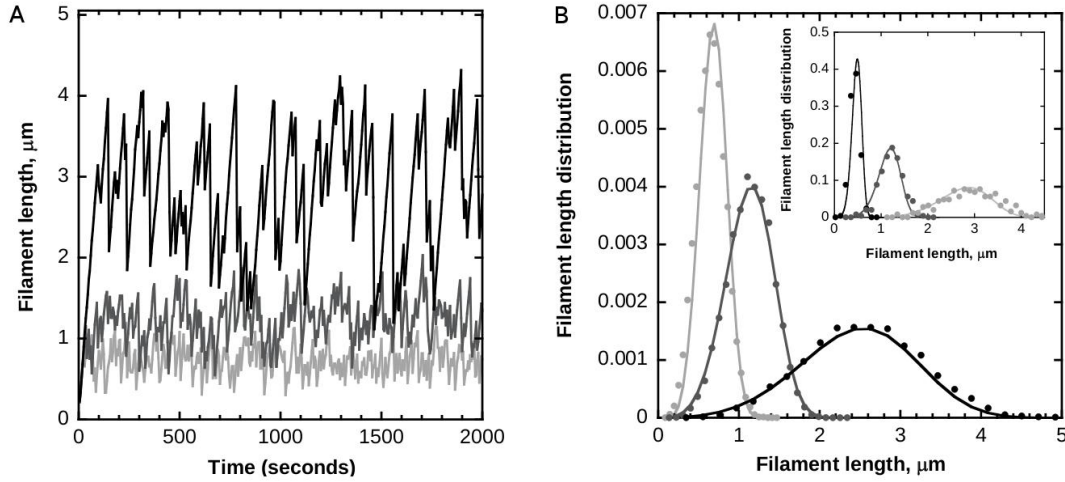 A
Filament length, µm
5
4
3
2
1
0
0 500 1000 1500 2000
Time (seconds)
B
Filament length distribution
0.007
0.006
0.005
0.004
0.003
0.002
0.001
0
0 1 2 3 4 5
Filament length, µm
Filament length distribution
0.5
0.4
0.3
0.2
0.1
0
0 1 2 3 4
Filament length, µm